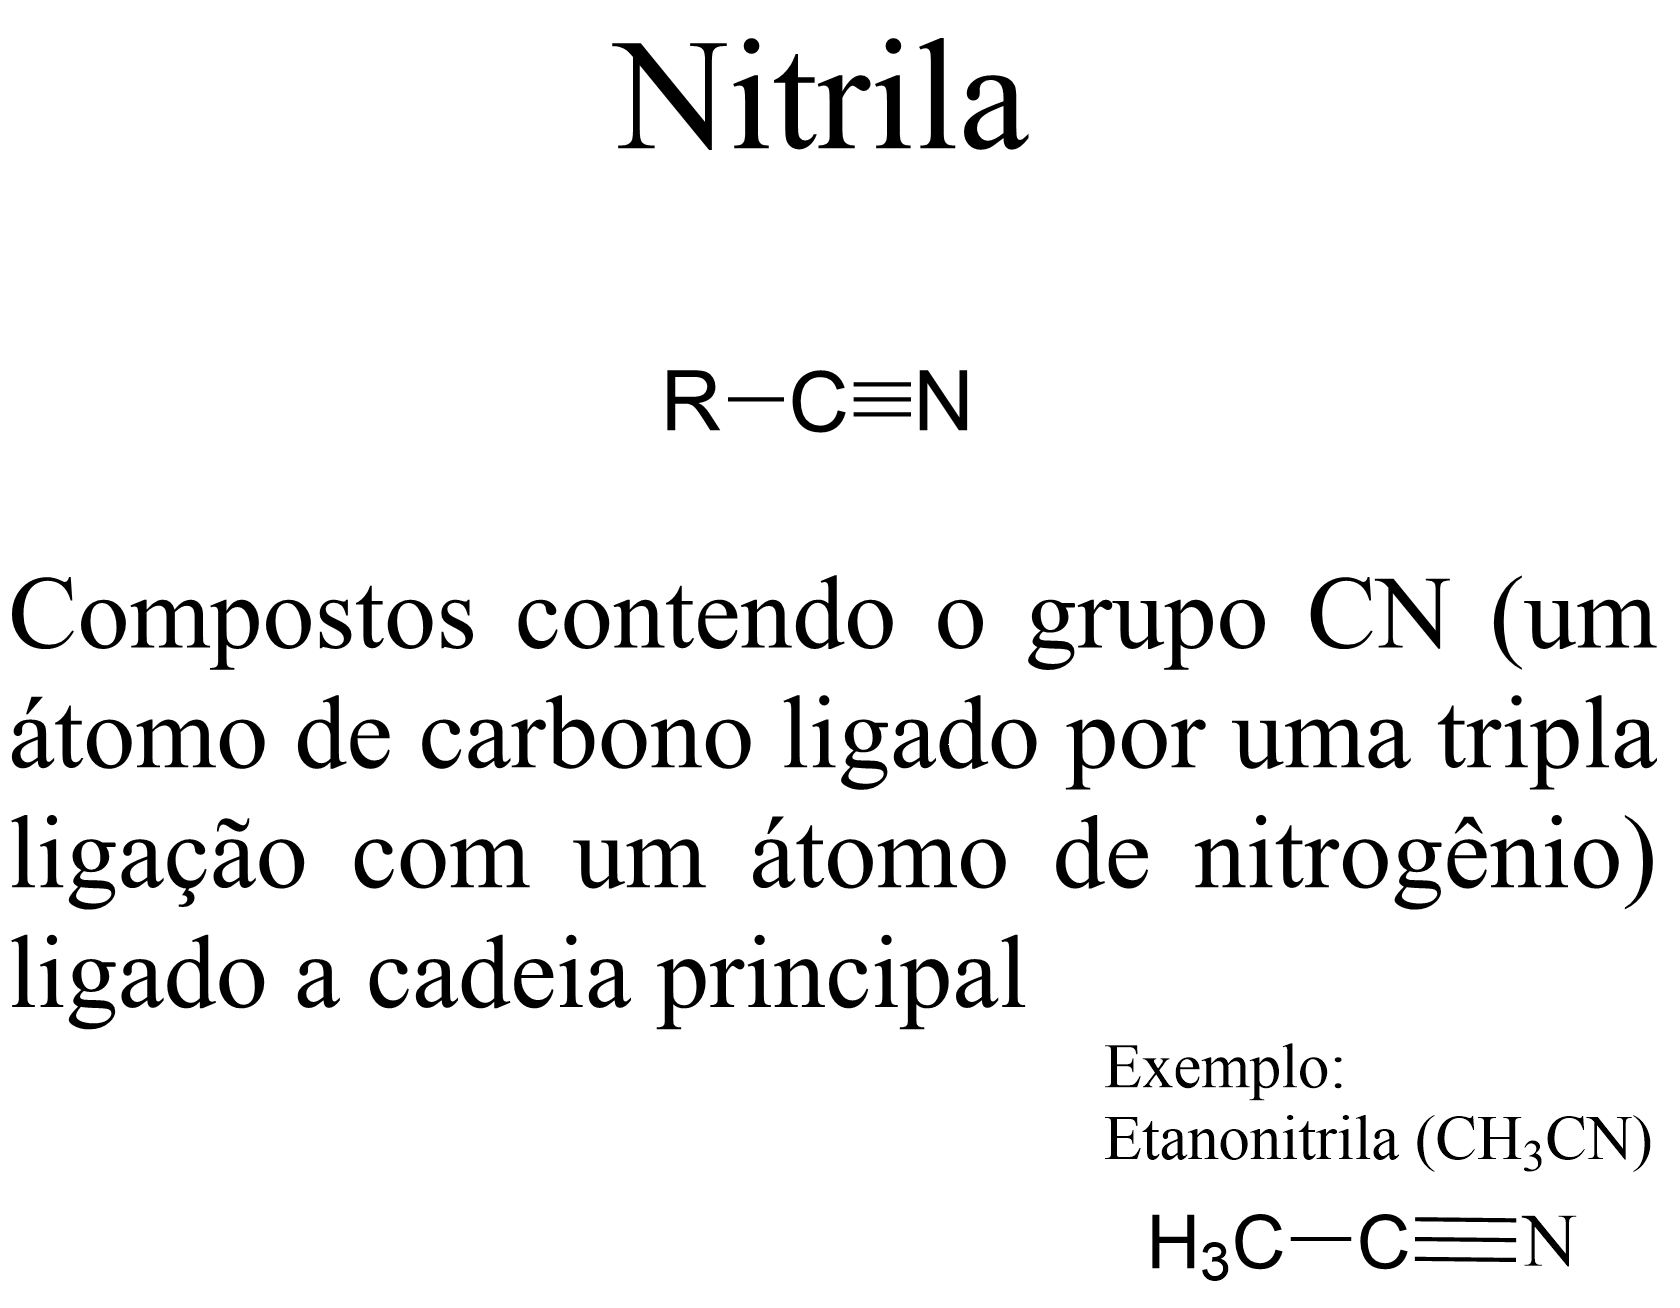 Nitrila
R—C≡N
Compostos contendo o grupo CN (um
átomo de carbono ligado por uma tripla
ligação com um átomo de nitrogênio)
ligado a cadeia principal
Exemplo:
Etanonitrila (CH₃CN)
H₃C—C≡N